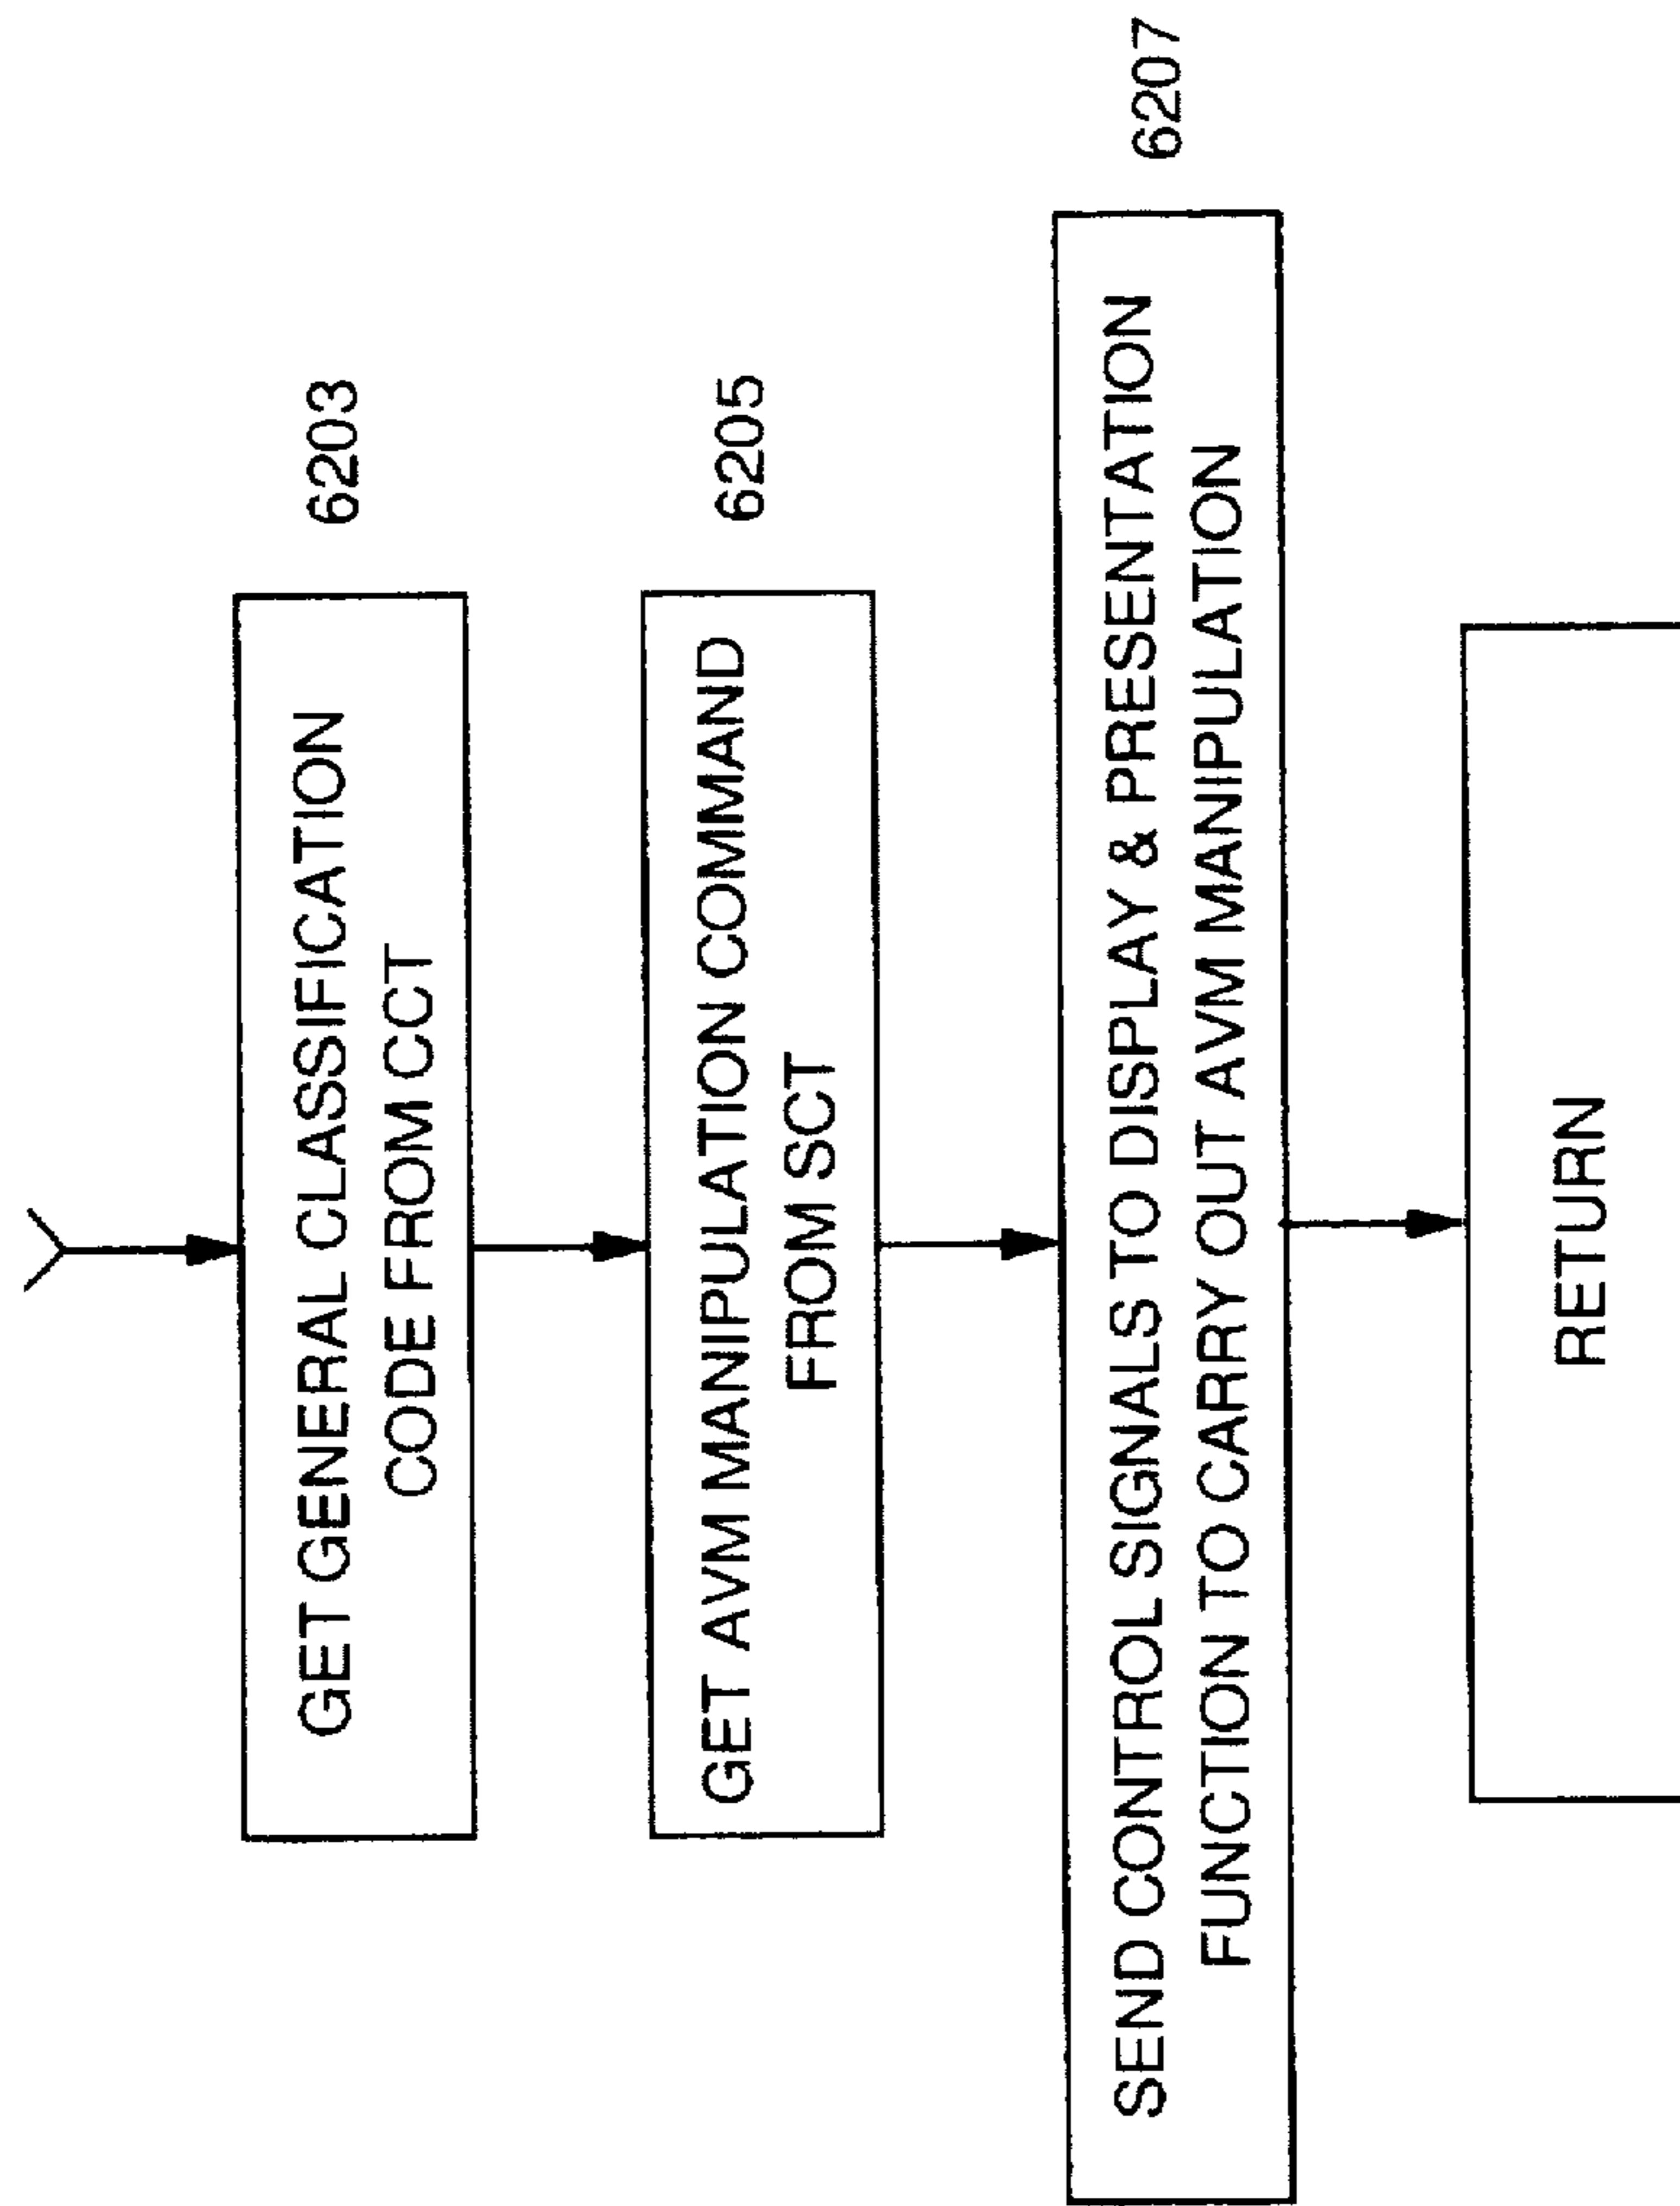 GET GENERAL CLASSIFICATION
CODE FROM CCT
6203
GET AVM MANIPULATION COMMAND
FROM SCT
6205
SEND CONTROL SIGNALS TO DISPLAY & PRESENTATION
FUNCTION TO CARRY OUT AVM MANIPULATION
6207
RETURN